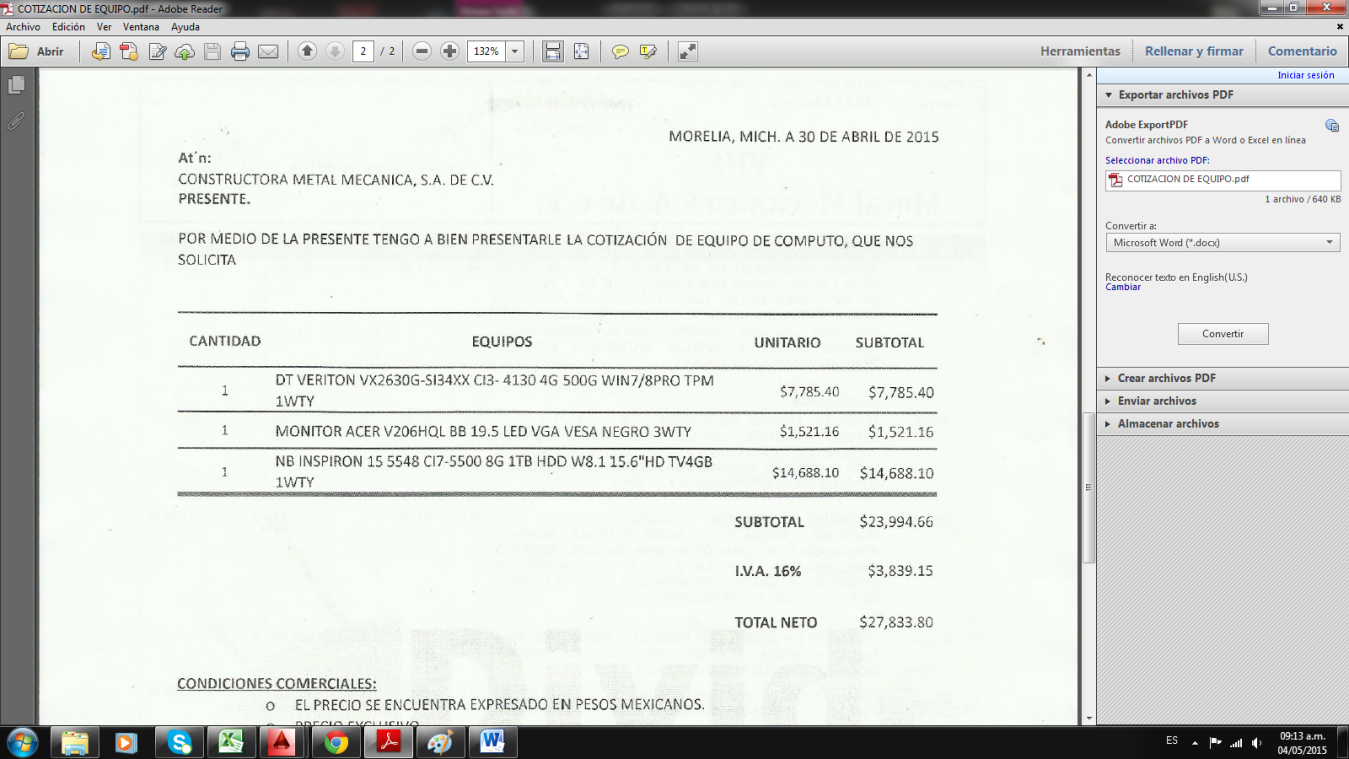 COTIZACION DE EQUIPO.pdf - Adobe Reader
Archivo Edición Ver Ventana Ayuda
Abrir 2 / 2 132% Herramientas Rellenar y firmar Comentario
Iniciar sesión
Exportar archivos PDF
Adobe ExportPDF
Convertir archivos PDF a Word o Excel en línea
Seleccionar archivo PDF:
COTIZACION DE EQUIPO.pdf
1 archivo / 640 KB
Convertir a:
Microsoft Word (*.docx)
Reconocer texto en English(U.S.)
Cambiar
Convertir
Crear archivos PDF
Enviar archivos
Almacenar archivos
MORELIA, MICH. A 30 DE ABRIL DE 2015
At´n:
CONSTRUCTORA METAL MECANICA, S.A. DE C.V.
PRESENTE.
POR MEDIO DE LA PRESENTE TENGO A BIEN PRESENTARLE LA COTIZACIÓN DE EQUIPO DE COMPUTO, QUE NOS
SOLICITA
CANTIDAD EQUIPOS UNITARIO SUBTOTAL
1 DT VERITON VX2630G-SI34XX CI3- 4130 4G 500G WIN7/8PRO TPM
1WTY $7,785.40 $7,785.40
1 MONITOR ACER V206HQL BB 19.5 LED VGA VESA NEGRO 3WTY $1,521.16 $1,521.16
1 NB INSPIRON 15 5548 CI7-5500 8G 1TB HDD W8.1 15.6"HD TV4GB
1WTY $14,688.10 $14,688.10
SUBTOTAL $23,994.66
I.V.A. 16% $3,839.15
TOTAL NETO $27,833.80
CONDICIONES COMERCIALES:
o EL PRECIO SE ENCUENTRA EXPRESADO EN PESOS MEXICANOS.
o PRECIO EXCLUSIVO
ES 09:13 a.m.
04/05/2015